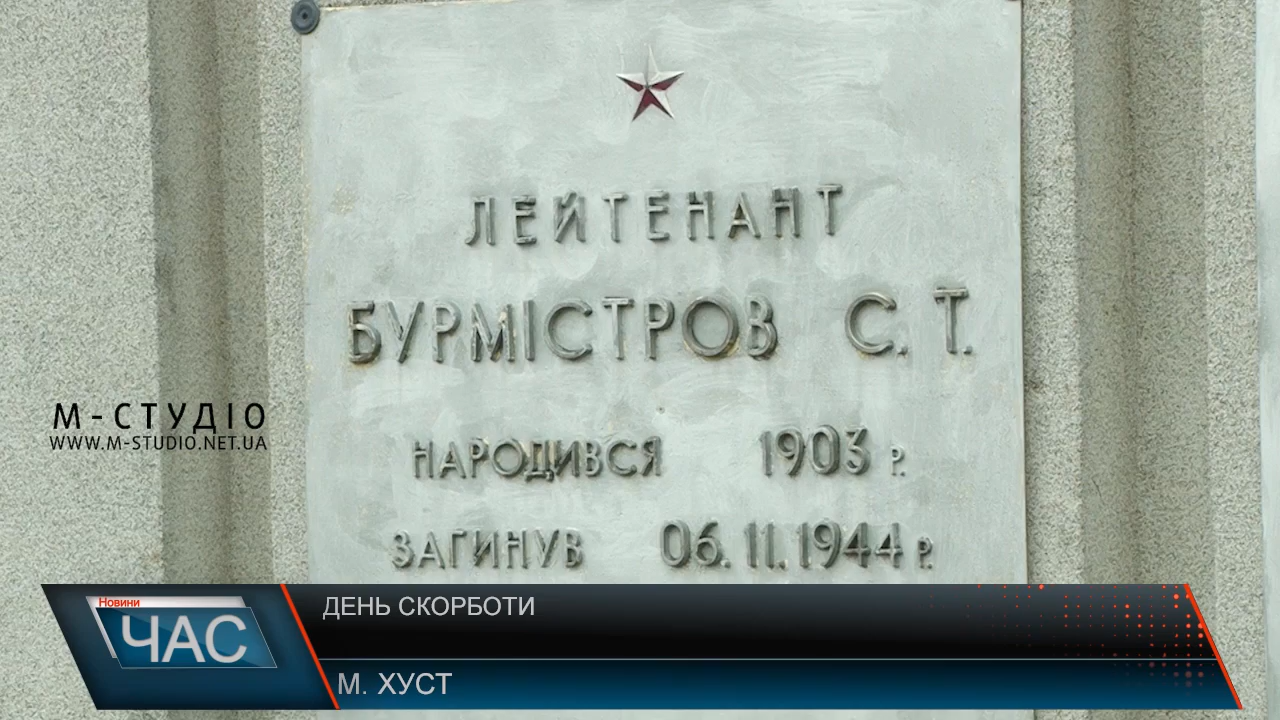 ЛЕЙТЕНАНТ
БУРМІСТРОВ С. Т.
НАРОДИВСЯ 1903 Р.
ЗАГИНУВ 06.11.1944 Р.
М-СТУДІО
WWW.M-STUDIO.NET.UA
Новини
ЧАС
ДЕНЬ СКОРБОТИ
М. ХУСТ